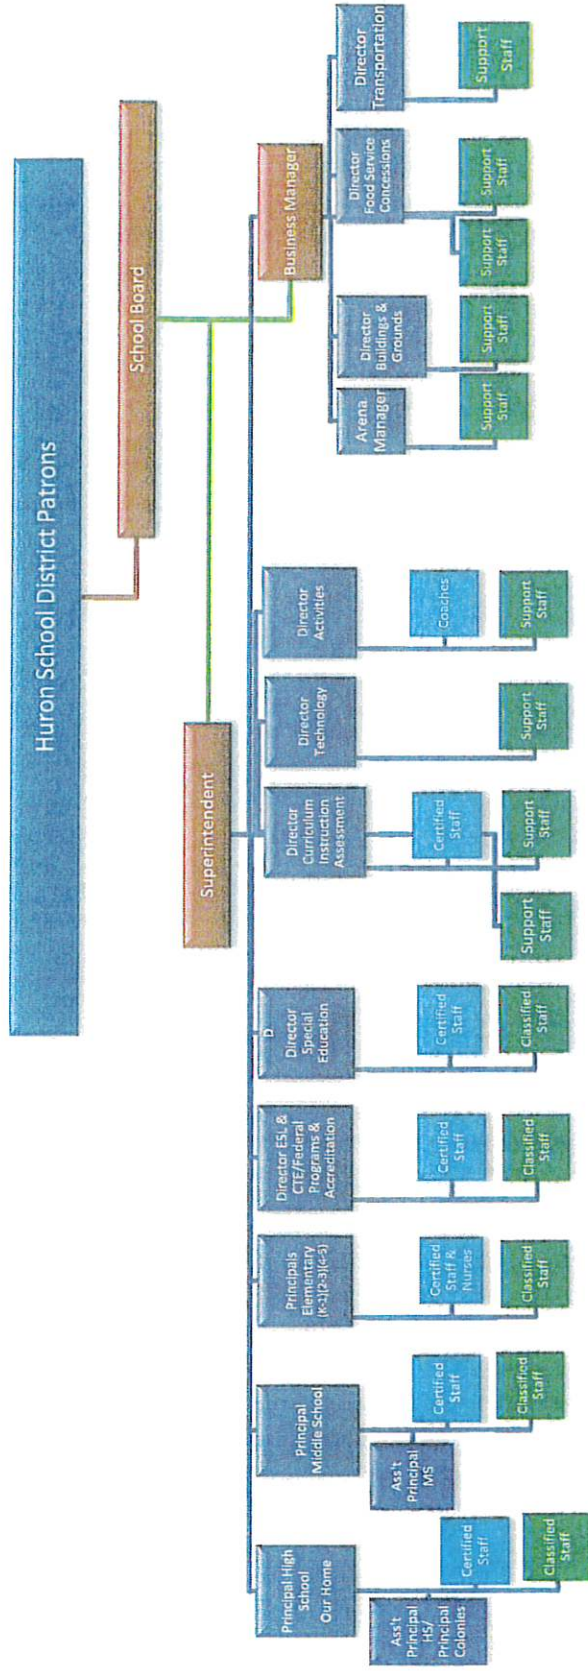 Huron School District Patrons
School Board
Superintendent
Business Manager
Principal High
School
Our Home
Principal
Middle School
Principals
Elementary
(K-1)(2-3)(4-5)
Director ESL &
CTE/Federal
Programs &
Accreditation
D
Director
Special
Education
Director
Curriculum
Instruction
Assessment
Director
Technology
Director
Activities
Arena
Manager
Director
Buildings &
Grounds
Director
Food Service
Concessions
Director
Transportation
Ass't
Principal
HS/
Principal
Colonies
Certified
Staff
Classified
Staff
Ass't
Principal
MS
Certified
Staff
Classified
Staff
Certified
Staff &
Nurses
Classified
Staff
Certified
Staff
Classified
Staff
Certified
Staff
Classified
Staff
Certified
Staff
Support
Staff
Support
Staff
Support
Staff
Coaches
Support
Staff
Support
Staff
Support
Staff
Support
Staff
Support
Staff
Support
Staff